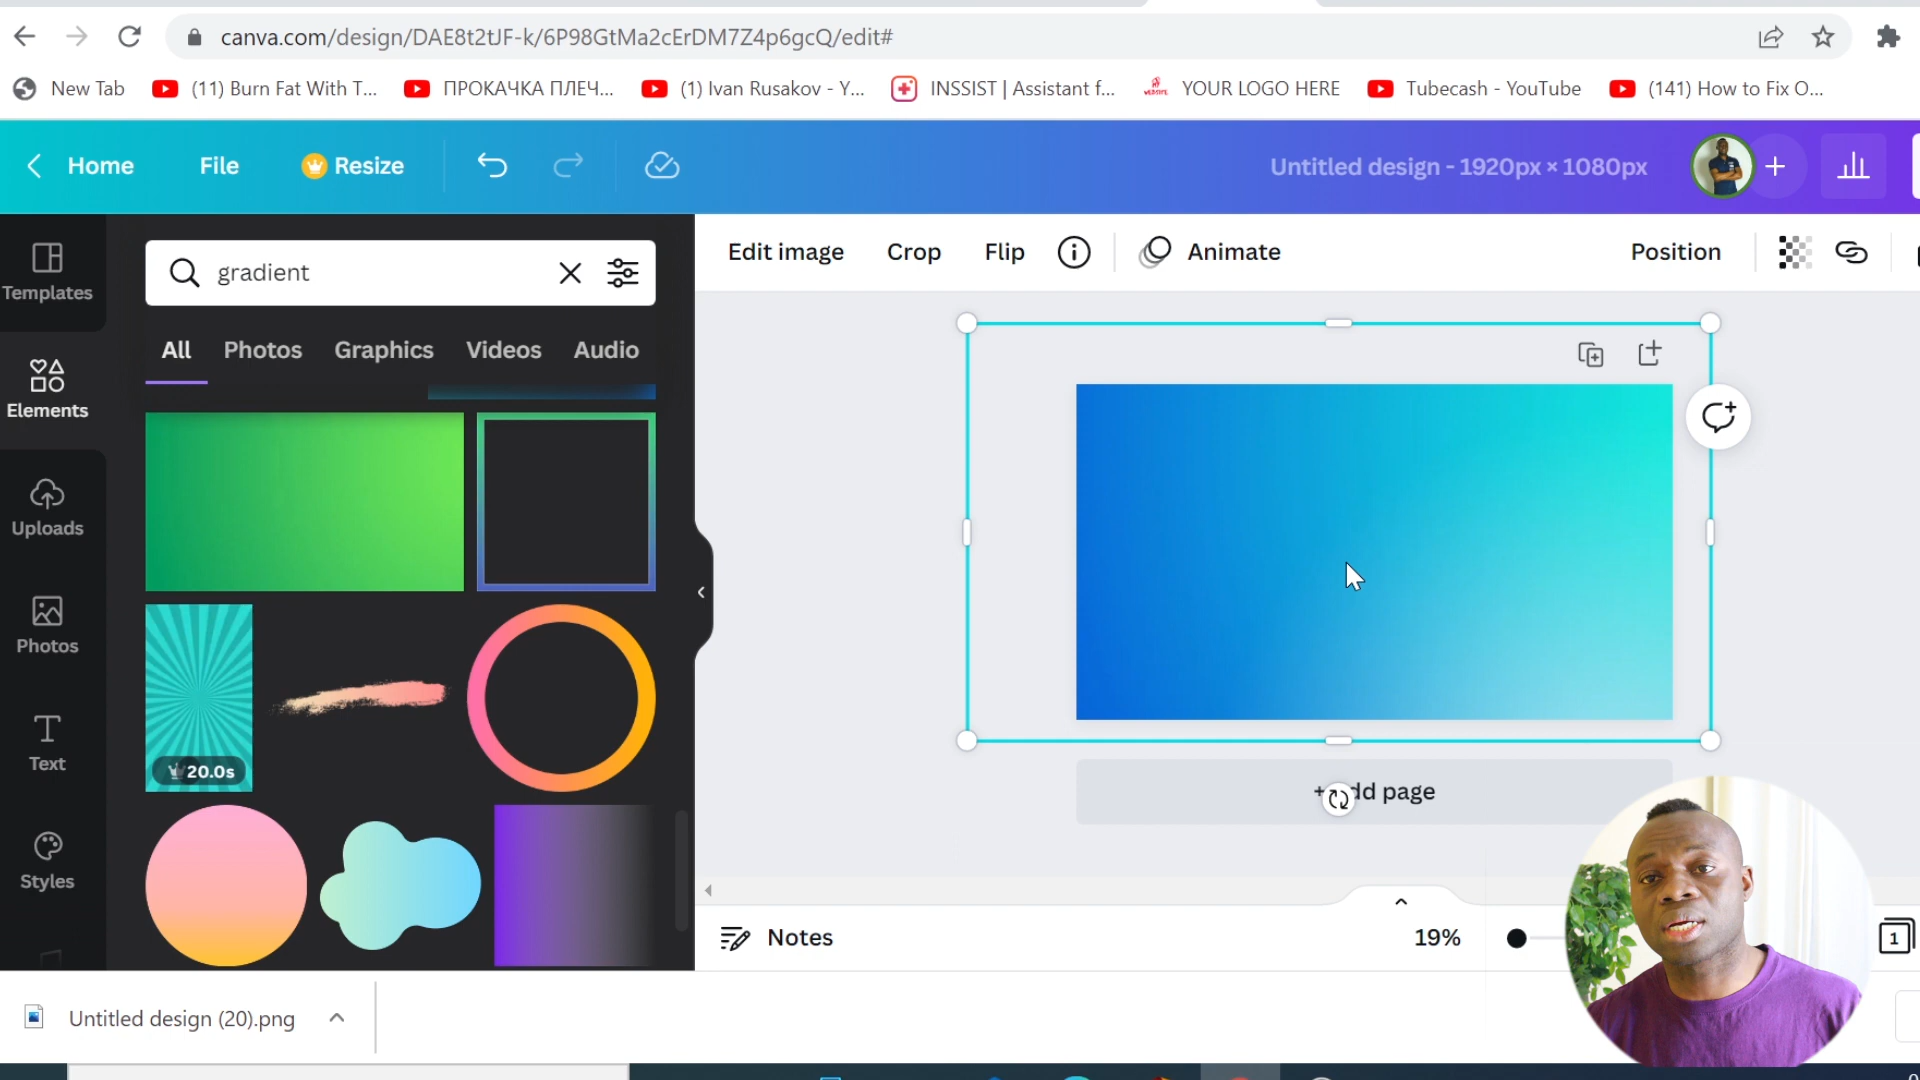 canva.com/design/DAE8t2tJF-k/6P98GtMa2cErDM7Z4p6gcQ/edit#
New Tab
(11) Burn Fat With T...
ПРОКАЧКА ПЛЕЧ...
(1) Ivan Rusakov - Y...
INSSIST | Assistant f...
YOUR LOGO HERE
Tubecash - YouTube
(141) How to Fix O...
Home
File
Resize
Untitled design - 1920px × 1080px
Templates
Elements
Uploads
Photos
Text
Styles
gradient
All
Photos
Graphics
Videos
Audio
20.0s
Edit image
Crop
Flip
Animate
Position
page
Notes
19%
1
Untitled design (20).png